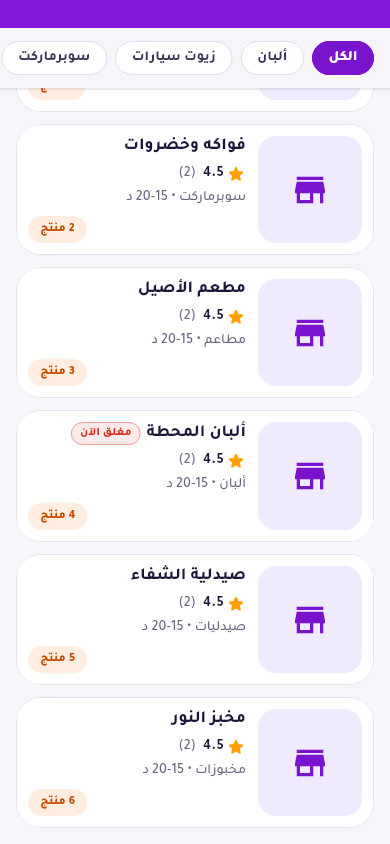 الكل
ألبان
زيوت سيارات
سوبرماركت
فواكه وخضروات
4.5 (2)
سوبرماركت • 15-20 د
2 منتج
مطعم الأصيل
4.5 (2)
مطاعم • 15-20 د
3 منتج
ألبان المحطة مغلق الآن
4.5 (2)
ألبان • 15-20 د
4 منتج
صيدلية الشفاء
4.5 (2)
صيدليات • 15-20 د
5 منتج
مخبز النور
4.5 (2)
مخبوزات • 15-20 د
6 منتج